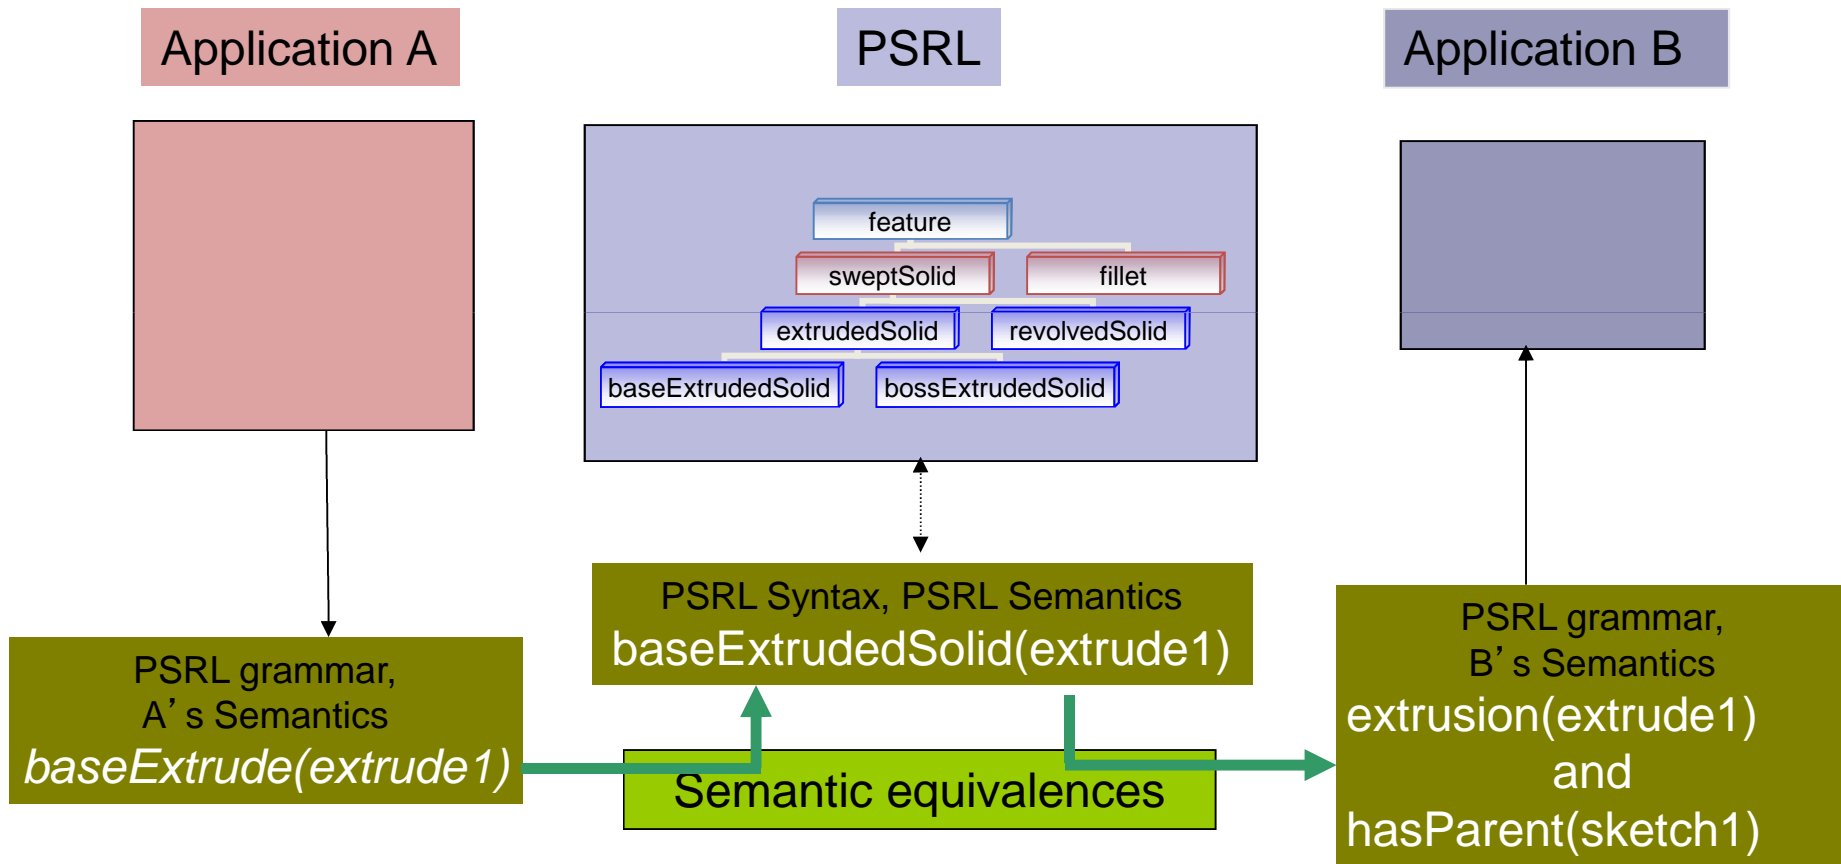 Application A
PSRL
Application B
feature
sweptSolid
fillet
extrudedSolid
revolvedSolid
baseExtrudedSolid
bossExtrudedSolid
PSRL grammar,
A’ s Semantics
baseExtrude(extrude1)
PSRL Syntax, PSRL Semantics
baseExtrudedSolid(extrude1)
Semantic equivalences
PSRL grammar,
B’ s Semantics
extrusion(extrude1)
and
hasParent(sketch1)